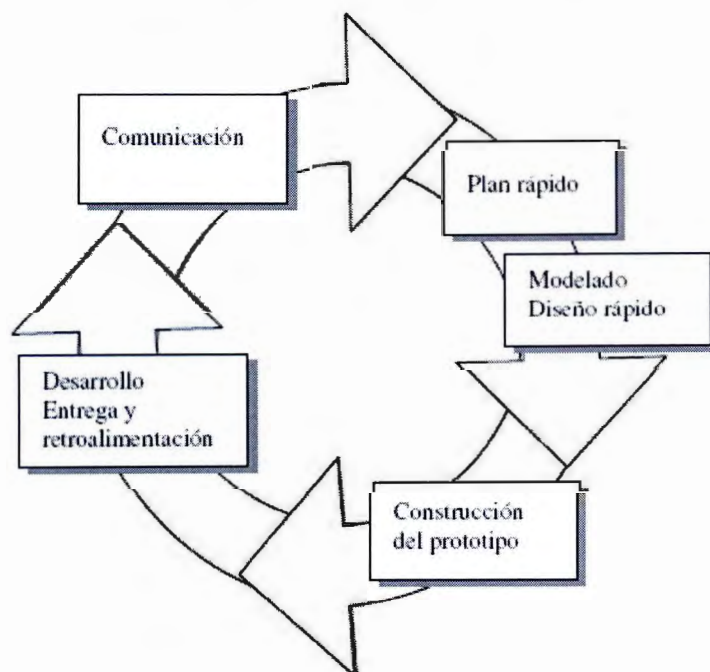 Comunicación
Plan rápido
Modelado
Diseño rápido
Construcción
del prototipo
Desarrollo
Entrega y
retroalimentación